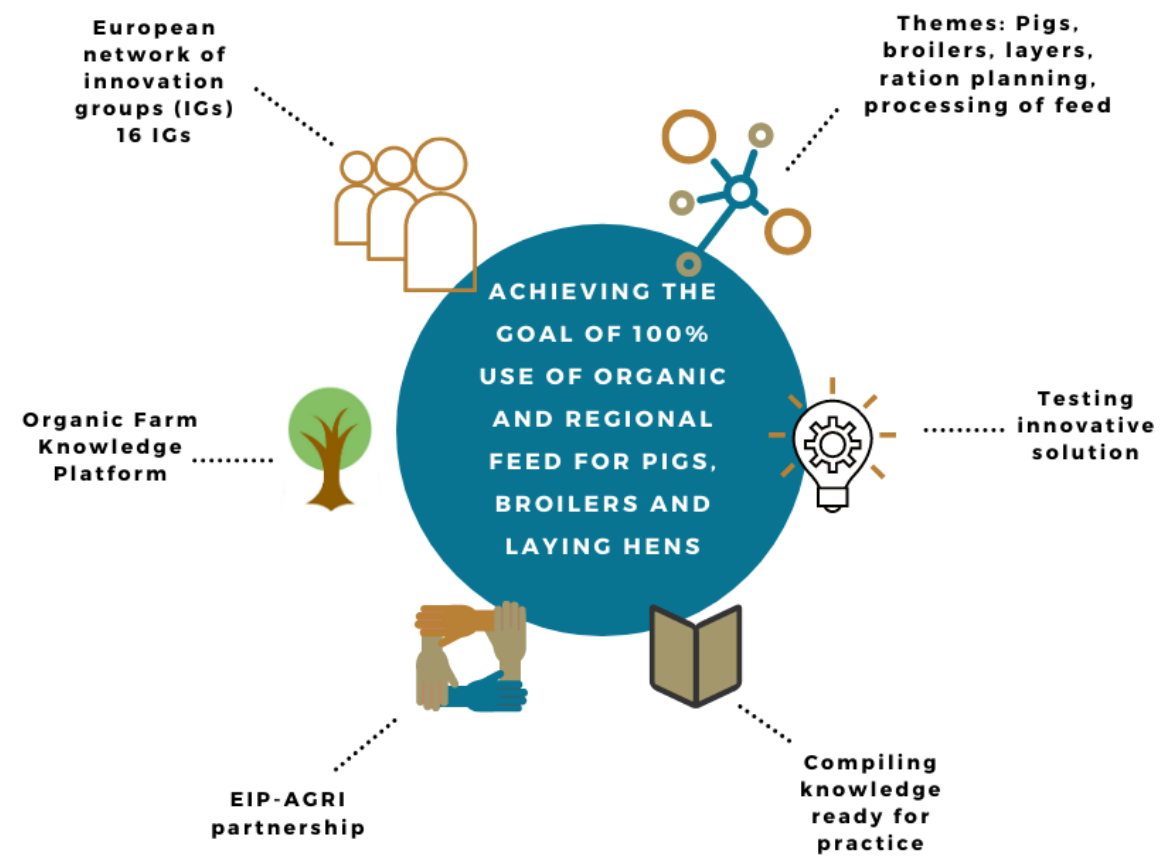 European
network of
innovation
groups (IGs)
16 IGs
Themes: Pigs,
broilers, layers,
ration planning,
processing of feed
ACHIEVING THE
GOAL OF 100%
USE OF ORGANIC
AND REGIONAL
FEED FOR PIGS,
BROILERS AND
LAYING HENS
Organic Farm
Knowledge
Platform
Testing
innovative
solution
EIP-AGRI
partnership
Compiling
knowledge
ready for
practice